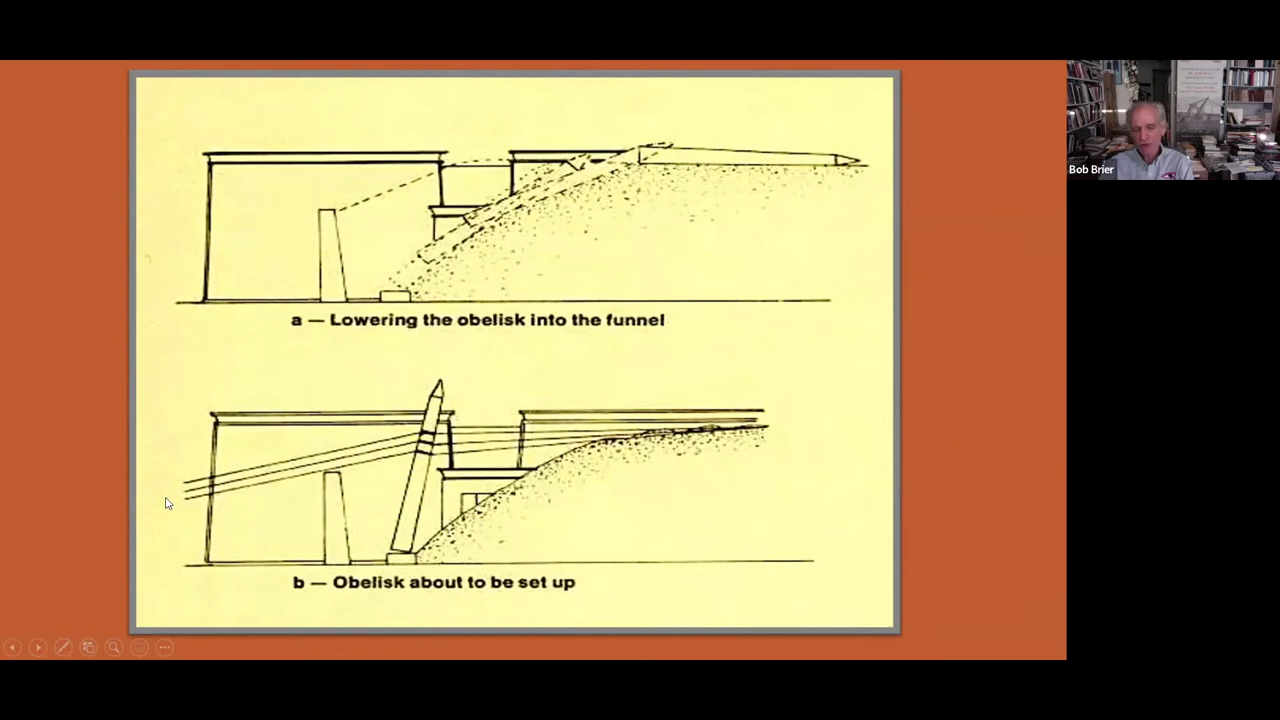 a — Lowering the obelisk into the funnel
b — Obelisk about to be set up
Bob Brier